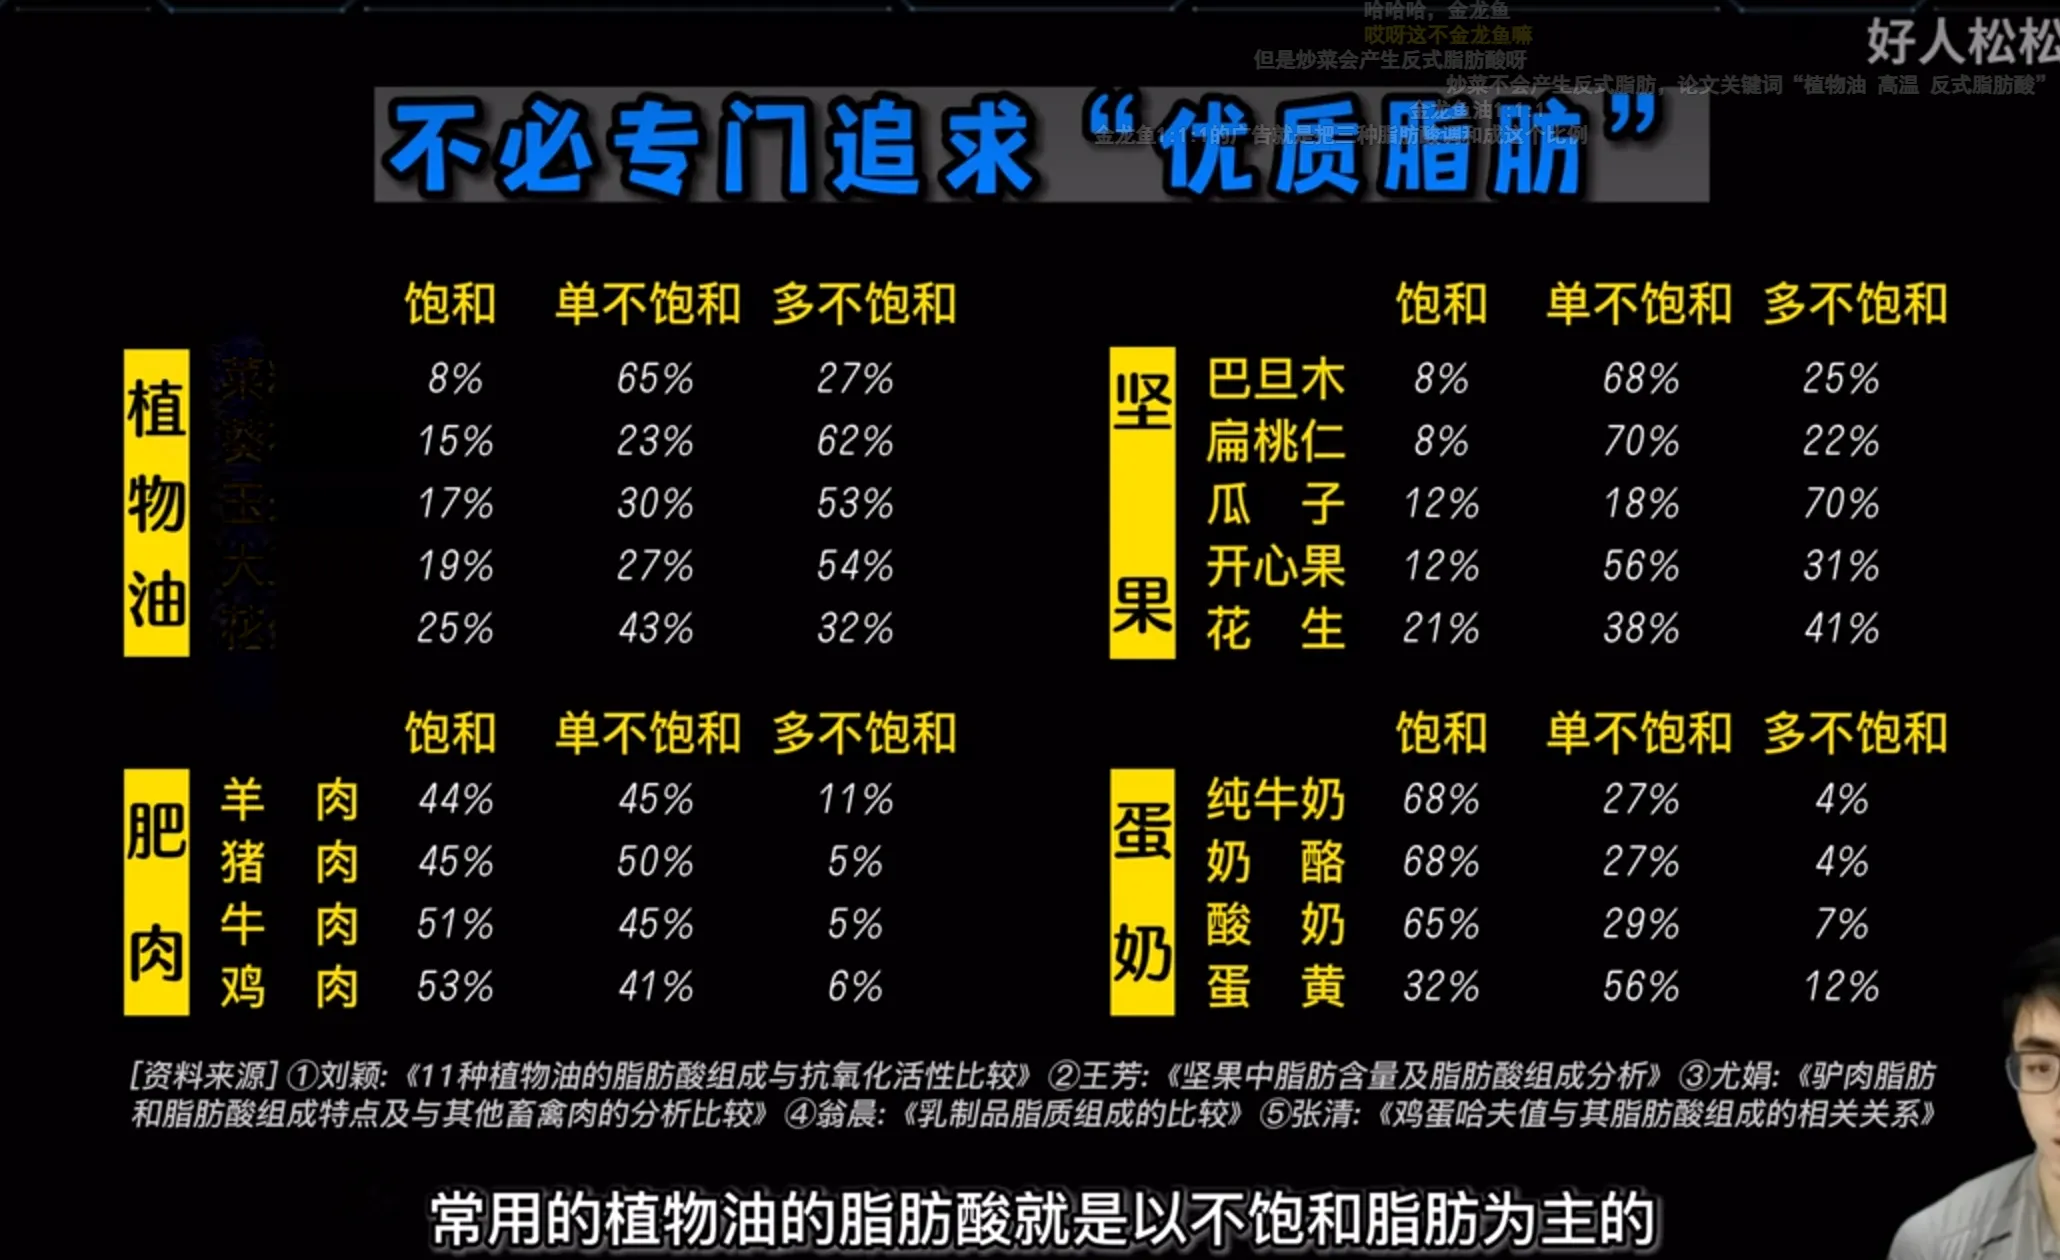 哈哈哈，金龙鱼
哎呀这不金龙鱼嘛
但是炒菜会产生反式脂肪酸呀
好人松松
炒菜不会产生反式脂肪，论文关键词“植物油 高温 反式脂肪酸”
金龙鱼油1:1:1
金龙鱼1:1:1的广告就是把三种脂肪酸调和成这个比例
不必专门追求“优质脂肪”
饱和 单不饱和 多不饱和
植物油
8% 65% 27%
15% 23% 62%
17% 30% 53%
19% 27% 54%
25% 43% 32%
饱和 单不饱和 多不饱和
坚果
巴旦木 8% 68% 25%
扁桃仁 8% 70% 22%
瓜子 12% 18% 70%
开心果 12% 56% 31%
花生 21% 38% 41%
饱和 单不饱和 多不饱和
肥肉
羊肉 44% 45% 11%
猪肉 45% 50% 5%
牛肉 51% 45% 5%
鸡肉 53% 41% 6%
饱和 单不饱和 多不饱和
蛋奶
纯牛奶 68% 27% 4%
奶酪 68% 27% 4%
酸奶 65% 29% 7%
蛋黄 32% 56% 12%
[资料来源]①刘颖:《11种植物油的脂肪酸组成与抗氧化活性比较》②王芳:《坚果中脂肪含量及脂肪酸组成分析》③尤娟:《驴肉脂肪
和脂肪酸组成特点及与其他畜禽肉的分析比较》④翁晨:《乳制品脂质组成的比较》⑤张清:《鸡蛋哈夫值与其脂肪酸组成的相关关系》
常用的植物油的脂肪酸就是以不饱和脂肪为主的